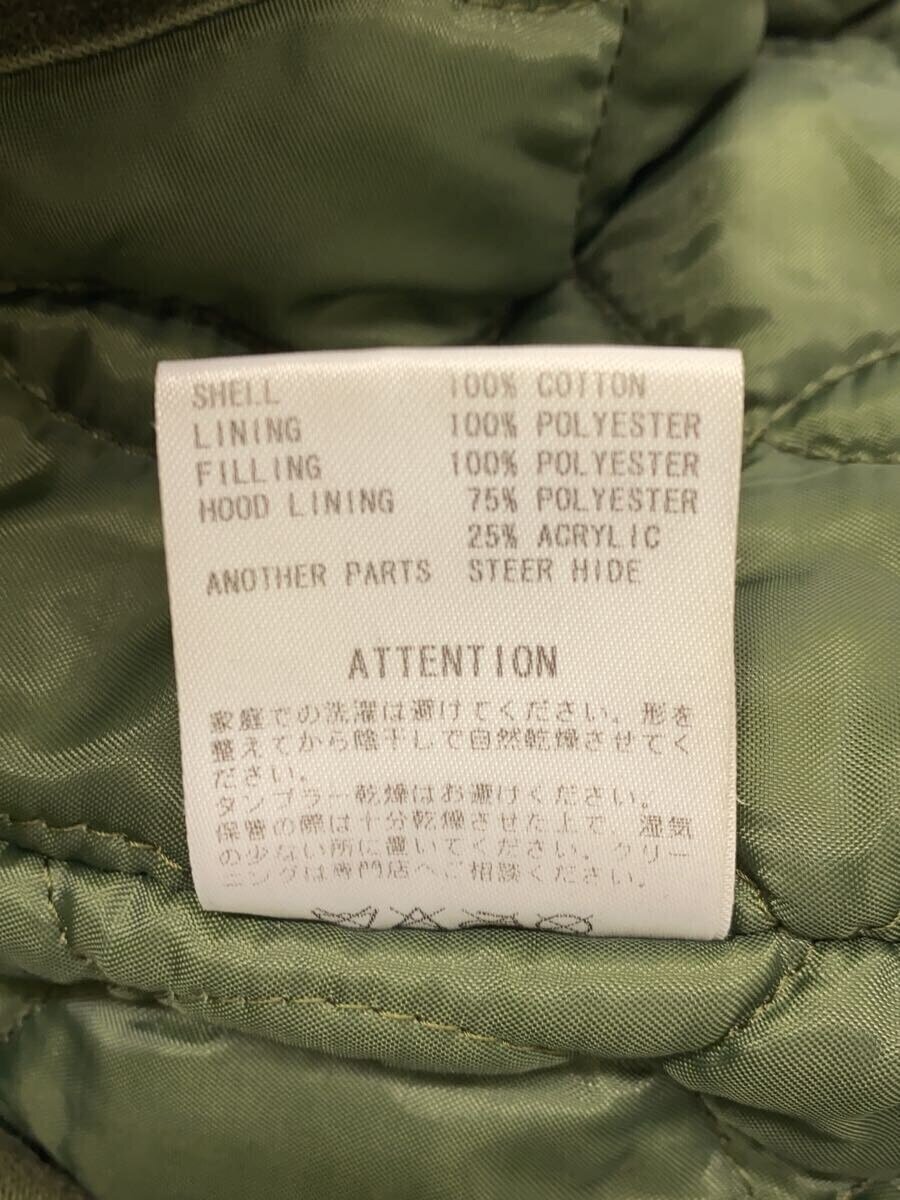 SHELL 100% COTTON
LINING 100% POLYESTER
FILLING 100% POLYESTER
HOOD LINING 75% POLYESTER
25% ACRYLIC
ANOTHER PARTS STEER HIDE
ATTENTION
家庭での洗濯は避けてください。形を
整えてから陰干しで自然乾燥させてく
ださい。
タンブラー乾燥はお避けください。
保管の際は十分乾燥させた上で、湿気
の少ない所に置いてください。クリー
ニングは専門店へご相談ください。